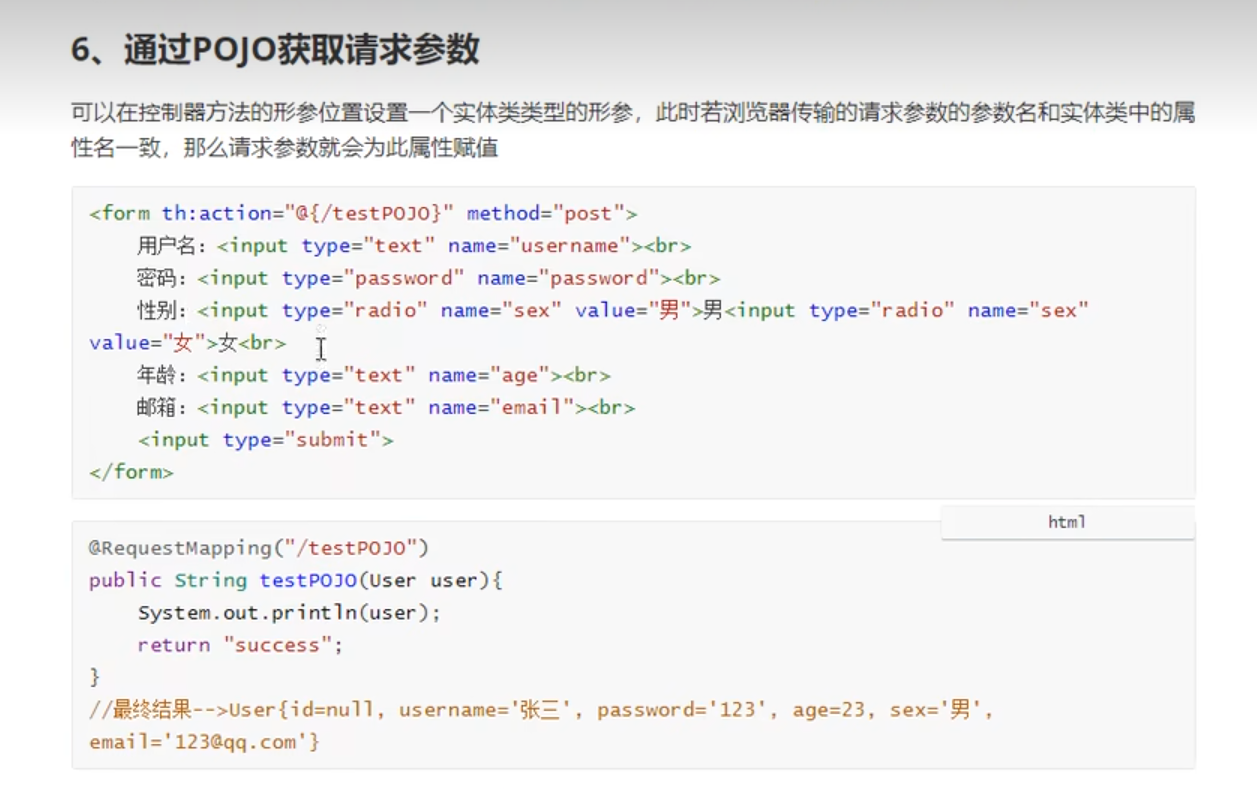 6、通过POJO获取请求参数
可以在控制器方法的形参位置设置一个实体类类型的形参，此时若浏览器传输的请求参数的参数名和实体类中的属
性名一致，那么请求参数就会为此属性赋值
<form th:action="@{/testPOJO}" method="post">
    用户名：<input type="text" name="username"><br>
    密码：<input type="password" name="password"><br>
    性别：<input type="radio" name="sex" value="男">男<input type="radio" name="sex"
value="女">女<br>
    年龄：<input type="text" name="age"><br>
    邮箱：<input type="text" name="email"><br>
    <input type="submit">
</form>
html
@RequestMapping("/testPOJO")
public String testPOJO(User user){
    System.out.println(user);
    return "success";
}
//最终结果-->User{id=null, username='张三', password='123', age=23, sex='男',
email='123@qq.com'}